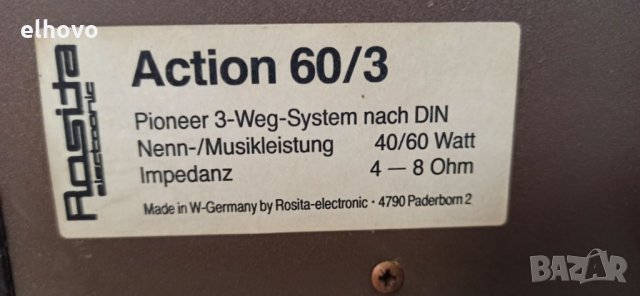 elhovo
Rosita
electronic
Action 60/3
Pioneer 3-Weg-System nach DIN
Nenn-/Musikleistung 40/60 Watt
Impedanz 4 — 8 Ohm
Made in W-Germany by Rosita-electronic · 4790 Paderborn 2
BAZAR